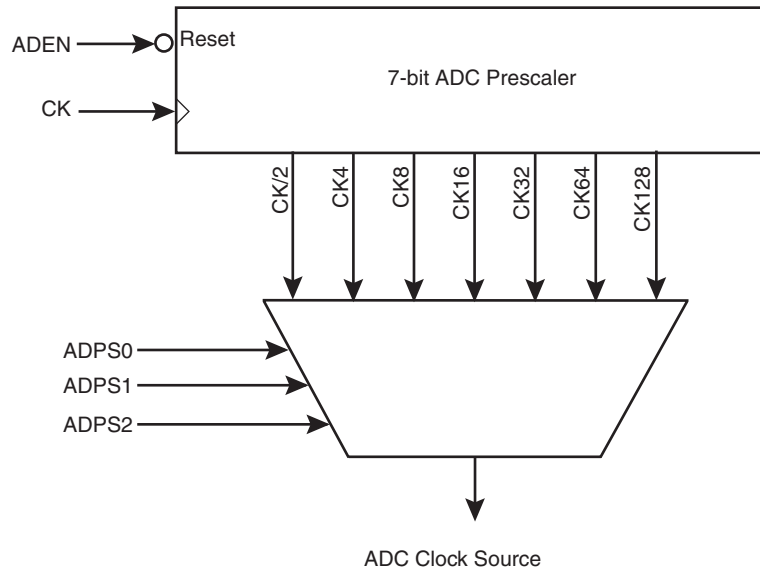 ADEN
Reset
7-bit ADC Prescaler
CK
CK/2
CK4
CK8
CK16
CK32
CK64
CK128
ADPS0
ADPS1
ADPS2
ADC Clock Source